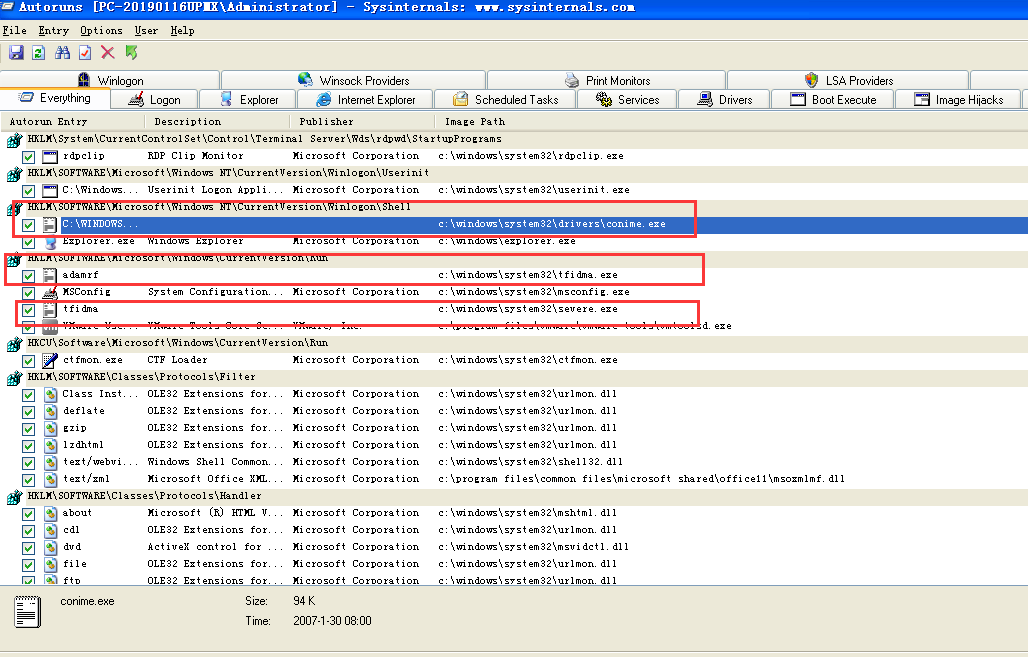 Autoruns [PC-20190116UPMX\Administrator] - Sysinternals: www.sysinternals.com
File Entry Options User Help
Winlogon Winsock Providers Print Monitors LSA Providers
Everything Logon Explorer Internet Explorer Scheduled Tasks Services Drivers Boot Execute Image Hijacks
Autorun Entry Description Publisher Image Path
HKLM\System\CurrentControlSet\Control\Terminal Server\Wds\rdpwd\StartupPrograms
rdpclip RDP Clip Monitor Microsoft Corporation c:\windows\system32\rdpclip.exe
HKLM\SOFTWARE\Microsoft\Windows NT\CurrentVersion\Winlogon\Userinit
C:\Windows... Userinit Logon Appli... Microsoft Corporation c:\windows\system32\userinit.exe
HKLM\SOFTWARE\Microsoft\Windows NT\CurrentVersion\Winlogon\Shell
C:\WINDOWS... c:\windows\system32\drivers\conime.exe
Explorer.exe Windows Explorer Microsoft Corporation c:\windows\explorer.exe
HKLM\SOFTWARE\Microsoft\Windows\CurrentVersion\Run
adamrf c:\windows\system32\tfidma.exe
MSConfig System Configuration... Microsoft Corporation c:\windows\system32\msconfig.exe
tfidma c:\windows\system32\severe.exe
VMware Use... VMware Tools Core Se... VMware, Inc. c:\program files\vmware\vmware tools\vmtoolsd.exe
HKCU\Software\Microsoft\Windows\CurrentVersion\Run
ctfmon.exe CTF Loader Microsoft Corporation c:\windows\system32\ctfmon.exe
HKLM\SOFTWARE\Classes\Protocols\Filter
Class Inst... OLE32 Extensions for... Microsoft Corporation c:\windows\system32\urlmon.dll
deflate OLE32 Extensions for... Microsoft Corporation c:\windows\system32\urlmon.dll
gzip OLE32 Extensions for... Microsoft Corporation c:\windows\system32\urlmon.dll
lzdhtml OLE32 Extensions for... Microsoft Corporation c:\windows\system32\urlmon.dll
text/webvi... Windows Shell Common... Microsoft Corporation c:\windows\system32\shell32.dll
text/xml Microsoft Office XML... Microsoft Corporation c:\program files\common files\microsoft shared\office11\msoxmlmf.dll
HKLM\SOFTWARE\Classes\Protocols\Handler
about Microsoft (R) HTML V... Microsoft Corporation c:\windows\system32\mshtml.dll
cdl OLE32 Extensions for... Microsoft Corporation c:\windows\system32\urlmon.dll
dvd ActiveX control for ... Microsoft Corporation c:\windows\system32\msvidctl.dll
file OLE32 Extensions for... Microsoft Corporation c:\windows\system32\urlmon.dll
ftp OLE32 Extensions for... Microsoft Corporation c:\windows\system32\urlmon.dll
conime.exe Size: 94 K
Time: 2007-1-30 08:00